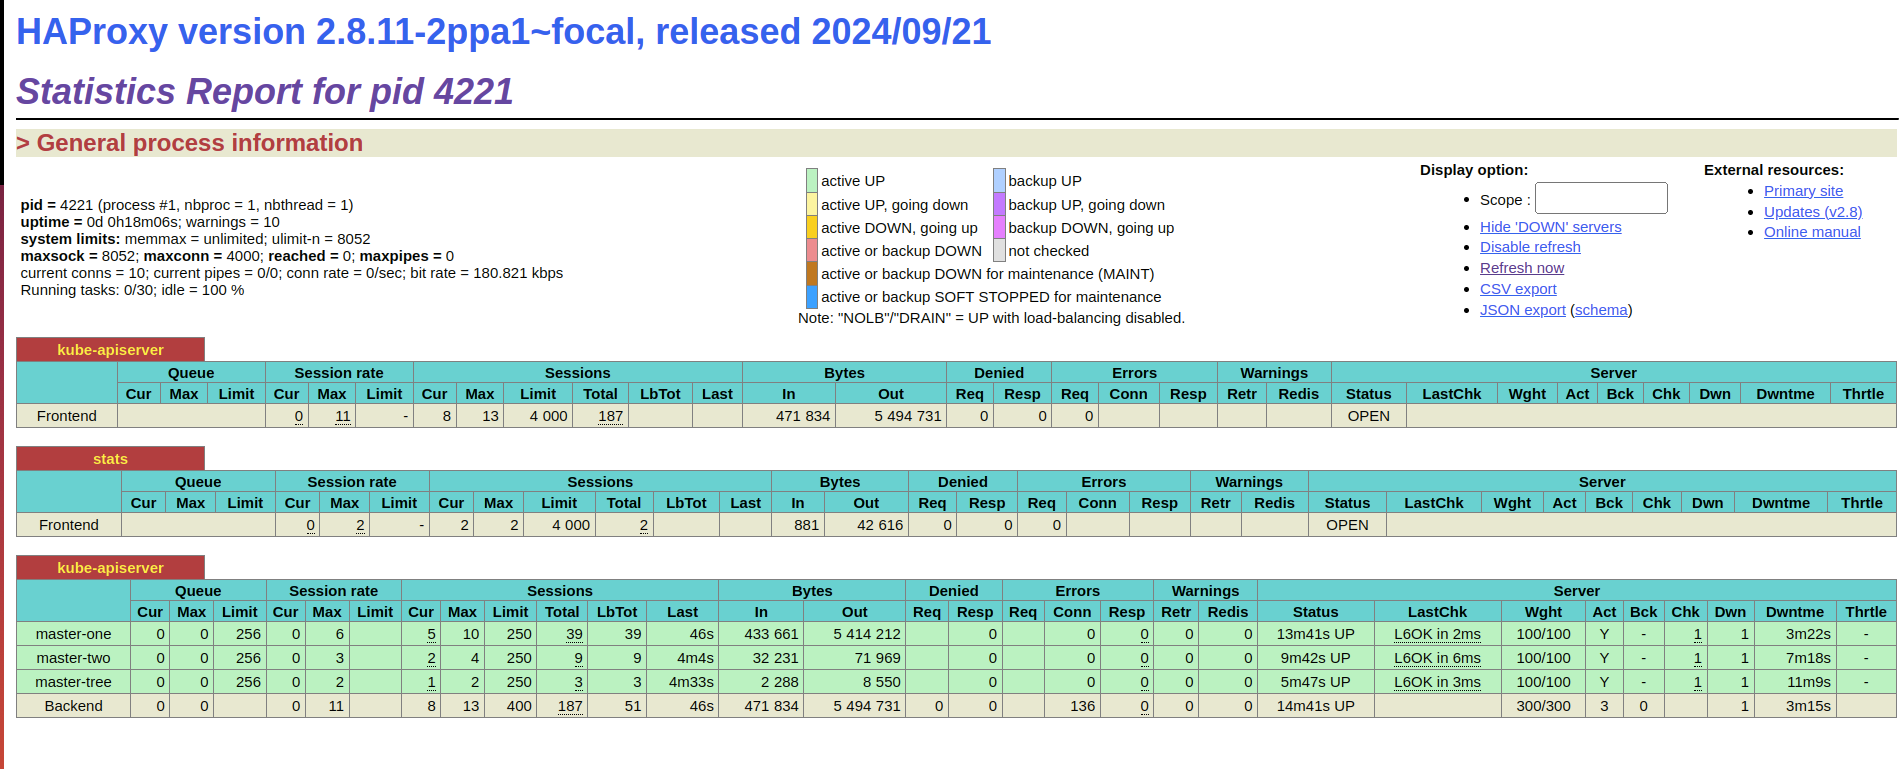 HAProxy version 2.8.11-2ppa1~focal, released 2024/09/21
Statistics Report for pid 4221
> General process information
pid = 4221 (process #1, nbproc = 1, nbthread = 1)
uptime = 0d 0h18m06s; warnings = 10
system limits: memmax = unlimited; ulimit-n = 8052
maxsock = 8052; maxconn = 4000; reached = 0; maxpipes = 0
current conns = 10; current pipes = 0/0; conn rate = 0/sec; bit rate = 180.821 kbps
Running tasks: 0/30; idle = 100 %
active UP backup UP
active UP, going down backup UP, going down
active DOWN, going up backup DOWN, going up
active or backup DOWN not checked
active or backup DOWN for maintenance (MAINT)
active or backup SOFT STOPPED for maintenance
Note: "NOLB"/"DRAIN" = UP with load-balancing disabled.
Display option:
Scope :
Hide 'DOWN' servers
Disable refresh
Refresh now
CSV export
JSON export (schema)
External resources:
Primary site
Updates (v2.8)
Online manual
kube-apiserver
Queue Session rate Sessions Bytes Denied Errors Warnings Server
Cur Max Limit Cur Max Limit Cur Max Limit Total LbTot Last In Out Req Resp Req Conn Resp Retr Redis Status LastChk Wght Act Bck Chk Dwn Dwntme Thrtle
Frontend 0 11 - 8 13 4 000 187 471 834 5 494 731 0 0 0 OPEN
stats
Queue Session rate Sessions Bytes Denied Errors Warnings Server
Cur Max Limit Cur Max Limit Cur Max Limit Total LbTot Last In Out Req Resp Req Conn Resp Retr Redis Status LastChk Wght Act Bck Chk Dwn Dwntme Thrtle
Frontend 0 2 - 2 2 4 000 2 881 42 616 0 0 0 OPEN
kube-apiserver
Queue Session rate Sessions Bytes Denied Errors Warnings Server
Cur Max Limit Cur Max Limit Cur Max Limit Total LbTot Last In Out Req Resp Req Conn Resp Retr Redis Status LastChk Wght Act Bck Chk Dwn Dwntme Thrtle
master-one 0 0 256 0 6 5 10 250 39 39 46s 433 661 5 414 212 0 0 0 0 0 13m41s UP L6OK in 2ms 100/100 Y - 1 1 3m22s -
master-two 0 0 256 0 3 2 4 250 9 9 4m4s 32 231 71 969 0 0 0 0 0 9m42s UP L6OK in 6ms 100/100 Y - 1 1 7m18s -
master-tree 0 0 256 0 2 1 2 250 3 3 4m33s 2 288 8 550 0 0 0 0 0 5m47s UP L6OK in 3ms 100/100 Y - 1 1 11m9s -
Backend 0 0 0 11 8 13 400 187 51 46s 471 834 5 494 731 0 0 136 0 0 0 14m41s UP 300/300 3 0 1 3m15s